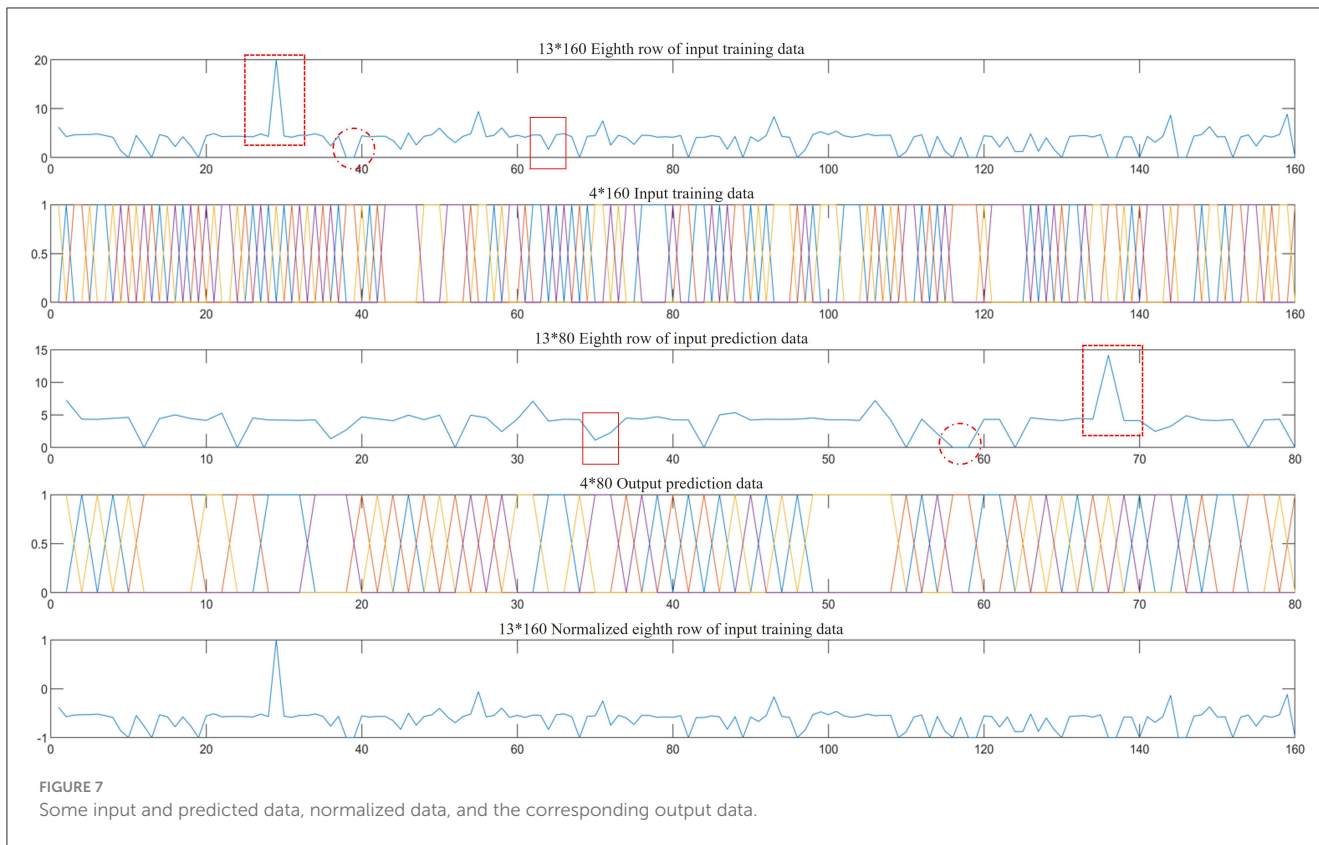 13*160 Eighth row of input training data
20
10
0
0 20 40 60 80 100 120 140 160
4*160 Input training data
1
0.5
0
0 20 40 60 80 100 120 140 160
13*80 Eighth row of input prediction data
15
10
5
0
0 10 20 30 40 50 60 70 80
4*80 Output prediction data
1
0.5
0
0 10 20 30 40 50 60 70 80
13*160 Normalized eighth row of input training data
1
0
-1
0 20 40 60 80 100 120 140 160
FIGURE 7
Some input and predicted data, normalized data, and the corresponding output data.